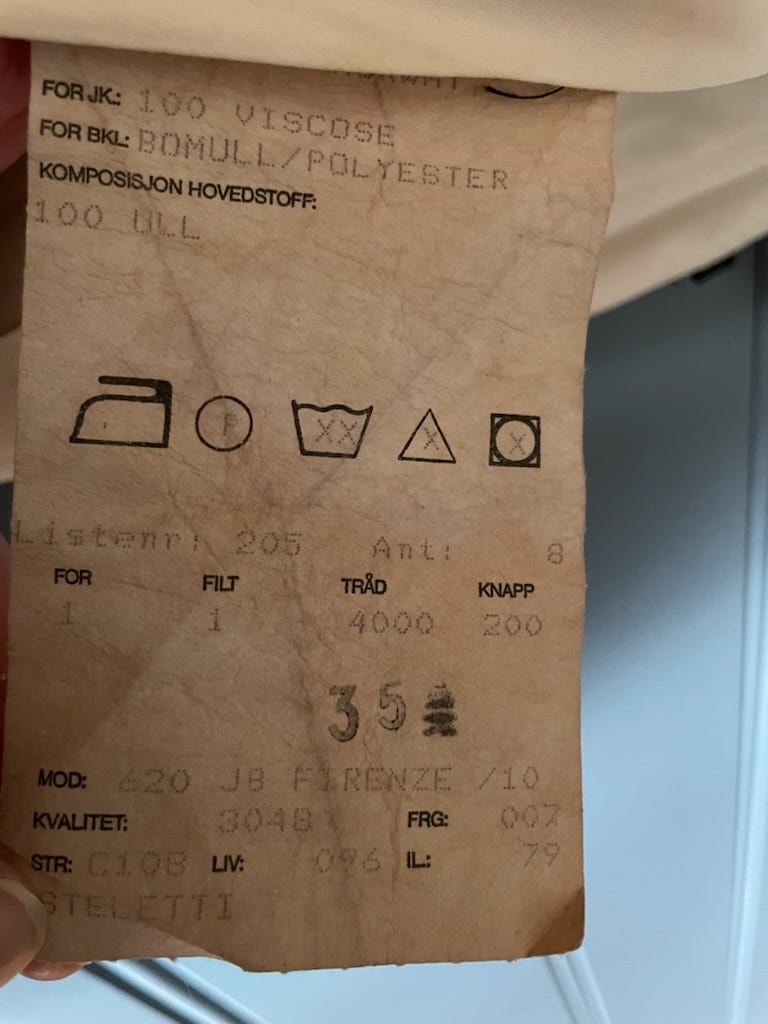 FOR JK.: 100 VISCOSE
FOR BKL: BOMULL/POLYESTER
KOMPOSISJON HOVEDSTOFF:
100 ULL
P XX X X
Listenr: 205 Ant: 8
FOR FILT TRÅD KNAPP
1 1 4000 200
35
MOD: 620 JB FIRENZE /10
KVALITET: 30481 FRG: 007
STR: C108 LIV: 096 IL.: 79
STELETTI